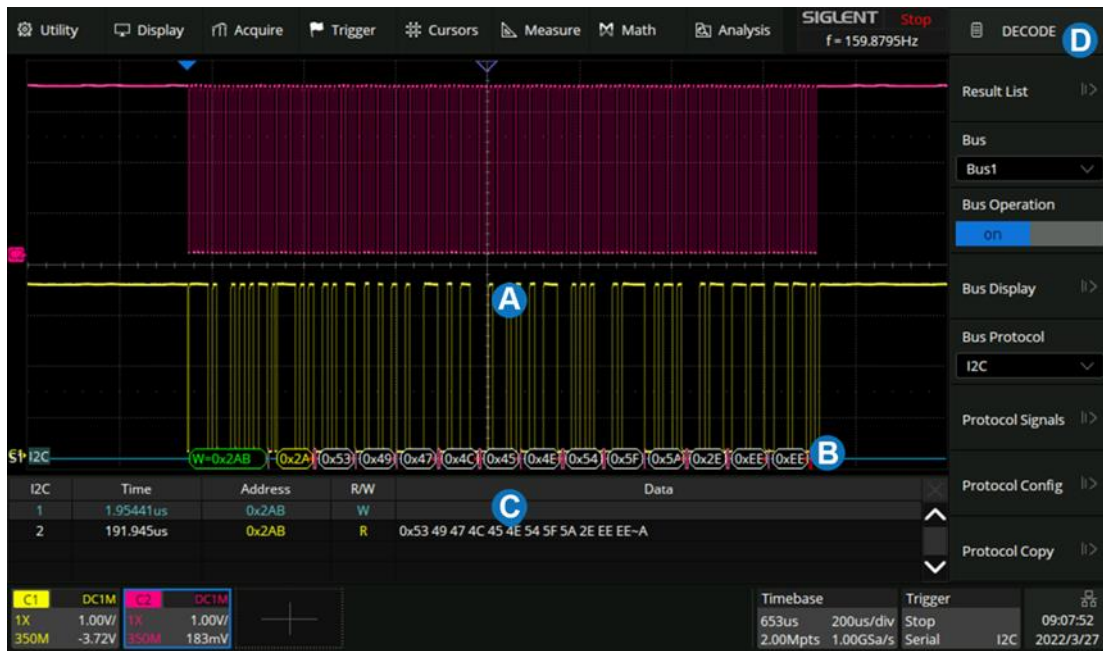 Utility Display Acquire Trigger Cursors Measure Math Analysis
SIGLENT Stop
f = 159.8795Hz
DECODE D
Result List
Bus
Bus1
Bus Operation
on
Bus Display
Bus Protocol
I2C
Protocol Signals
Protocol Config
Protocol Copy
A
S1 I2C W=0x2AB 0x2A 0x53 0x49 0x47 0x4C 0x45 0x4E 0x54 0x5F 0x5A 0x2E 0xEE 0xEE B
I2C Time Address R/W Data
1 1.95441us 0x2AB W
C
2 191.945us 0x2AB R 0x53 49 47 4C 45 4E 54 5F 5A 2E EE EE~A
C1 DC1M
1X 1.00V/
350M -3.72V
C2 DC1M
1X 1.00V/
350M 183mV
Timebase
653us 200us/div
2.00Mpts 1.00GSa/s
Trigger
Stop
Serial I2C
09:07:52
2022/3/27